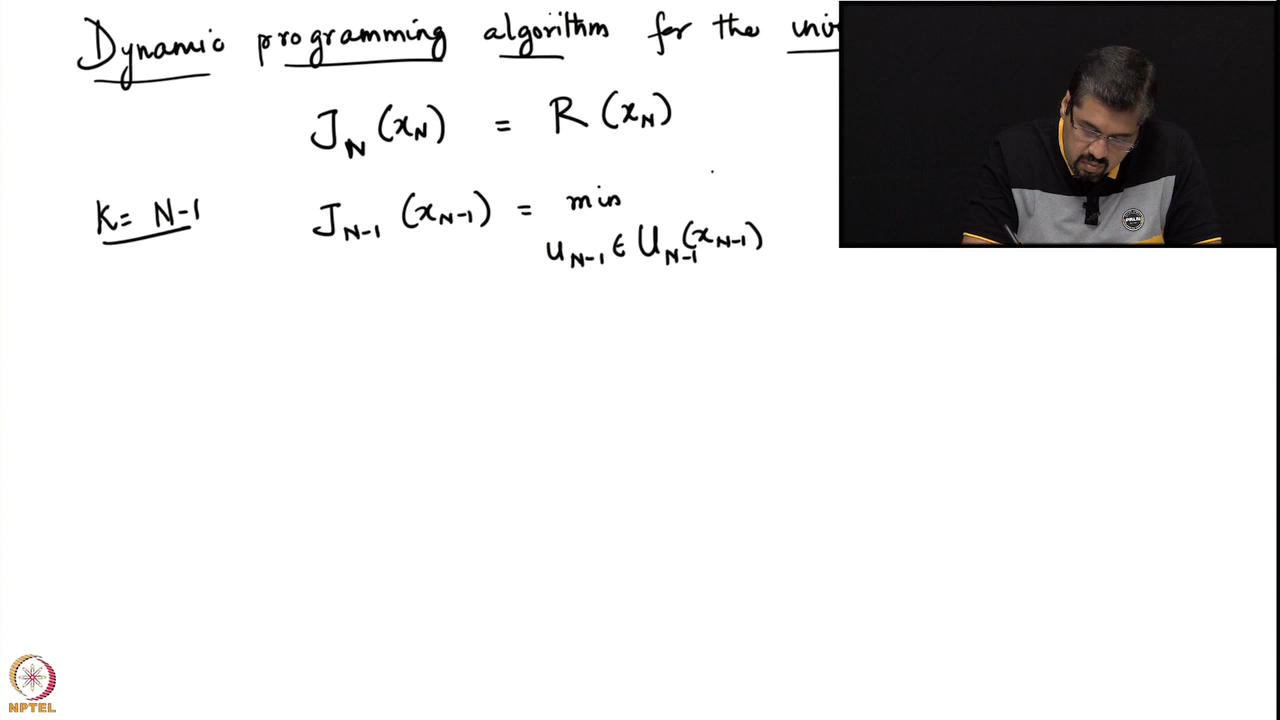 Dynamic programming algorithm for the
J_N (x_N) = R (x_N)
K = N-1 J_{N-1} (x_{N-1}) = min
u_{N-1} ∈ U_{N-1}(x_{N-1})
NPTEL